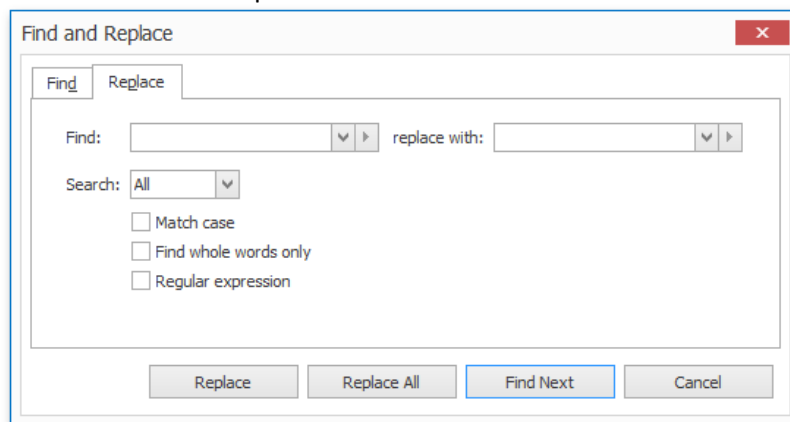 Find and Replace
Find Replace
Find: replace with:
Search: All
Match case
Find whole words only
Regular expression
Replace Replace All Find Next Cancel